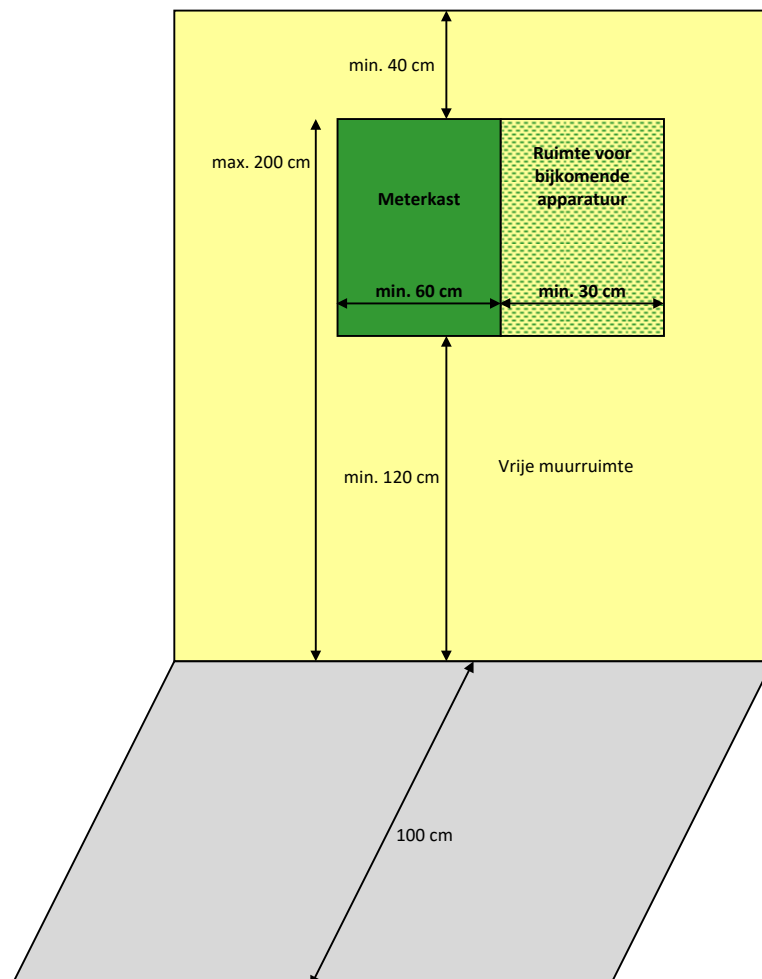 min. 40 cm
max. 200 cm
Ruimte voor
bijkomende
apparatuur
Meterkast
min. 60 cm
min. 30 cm
min. 120 cm
Vrije muurruimte
100 cm